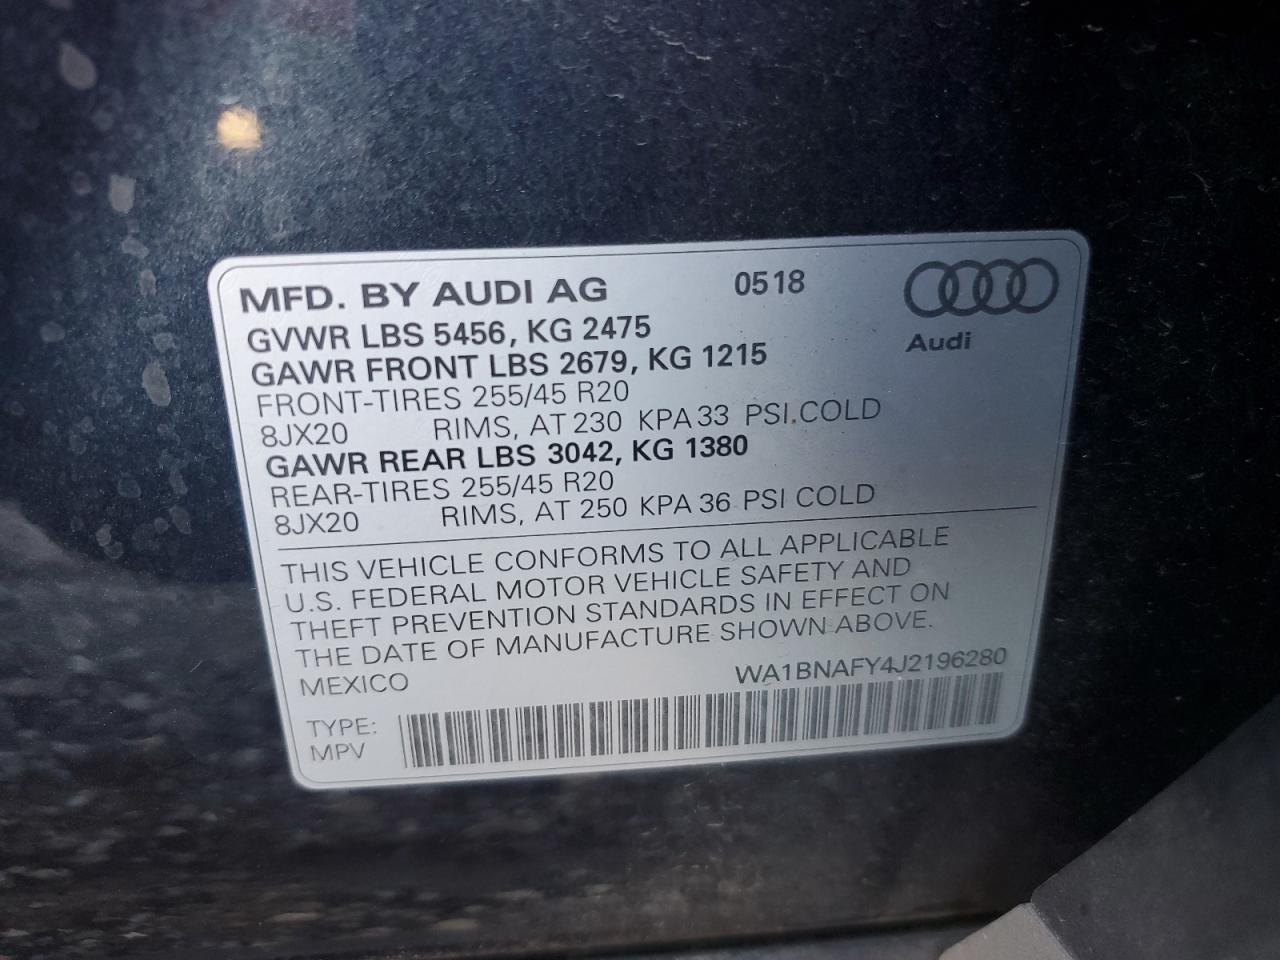 MFD. BY AUDI AG 0518
GVWR LBS 5456, KG 2475
GAWR FRONT LBS 2679, KG 1215
Audi
FRONT-TIRES 255/45 R20
8JX20 RIMS, AT 230 KPA 33 PSI.COLD
GAWR REAR LBS 3042, KG 1380
REAR-TIRES 255/45 R20
8JX20 RIMS, AT 250 KPA 36 PSI COLD
THIS VEHICLE CONFORMS TO ALL APPLICABLE
U.S. FEDERAL MOTOR VEHICLE SAFETY AND
THEFT PREVENTION STANDARDS IN EFFECT ON
THE DATE OF MANUFACTURE SHOWN ABOVE.
MEXICO WA1BNAFY4J2196280
TYPE:
MPV